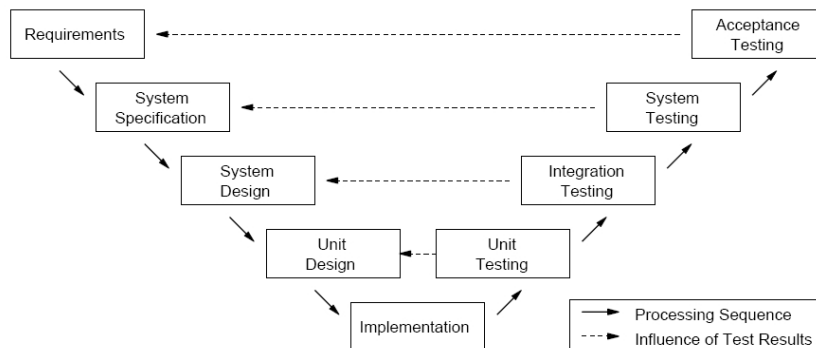 Requirements
Acceptance
Testing
System
Specification
System
Testing
System
Design
Integration
Testing
Unit
Design
Unit
Testing
Implementation
Processing Sequence
Influence of Test Results